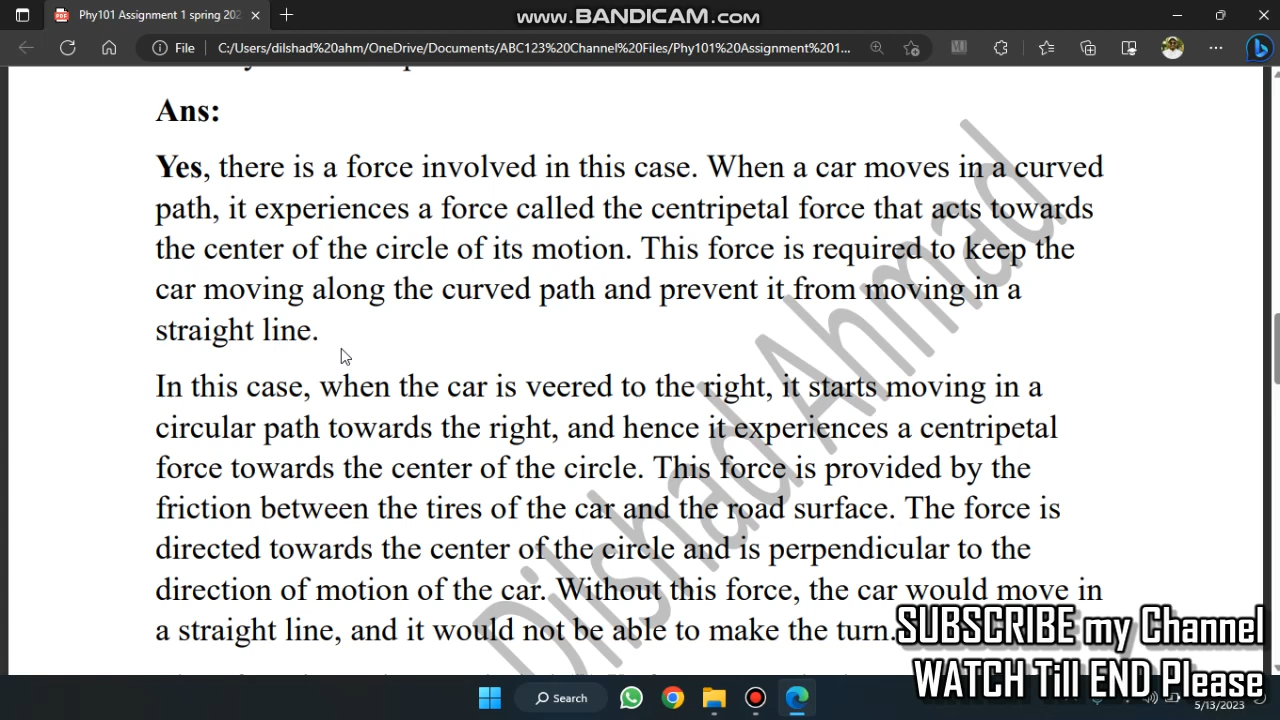 Phy101 Assignment 1 spring 202
www.BANDICAM.com
File
C:/Users/dilshad%20ahm/OneDrive/Documents/ABC123%20Channel%20Files/Phy101%20Assignment%201...
Ans:
Yes, there is a force involved in this case. When a car moves in a curved
path, it experiences a force called the centripetal force that acts towards
the center of the circle of its motion. This force is required to keep the
car moving along the curved path and prevent it from moving in a
straight line.
In this case, when the car is veered to the right, it starts moving in a
circular path towards the right, and hence it experiences a centripetal
force towards the center of the circle. This force is provided by the
friction between the tires of the car and the road surface. The force is
directed towards the center of the circle and is perpendicular to the
direction of motion of the car. Without this force, the car would move in
a straight line, and it would not be able to make the turn.
Dilshad Ahmad
SUBSCRIBE my Channel
WATCH Till END Please
Search
5/13/2023